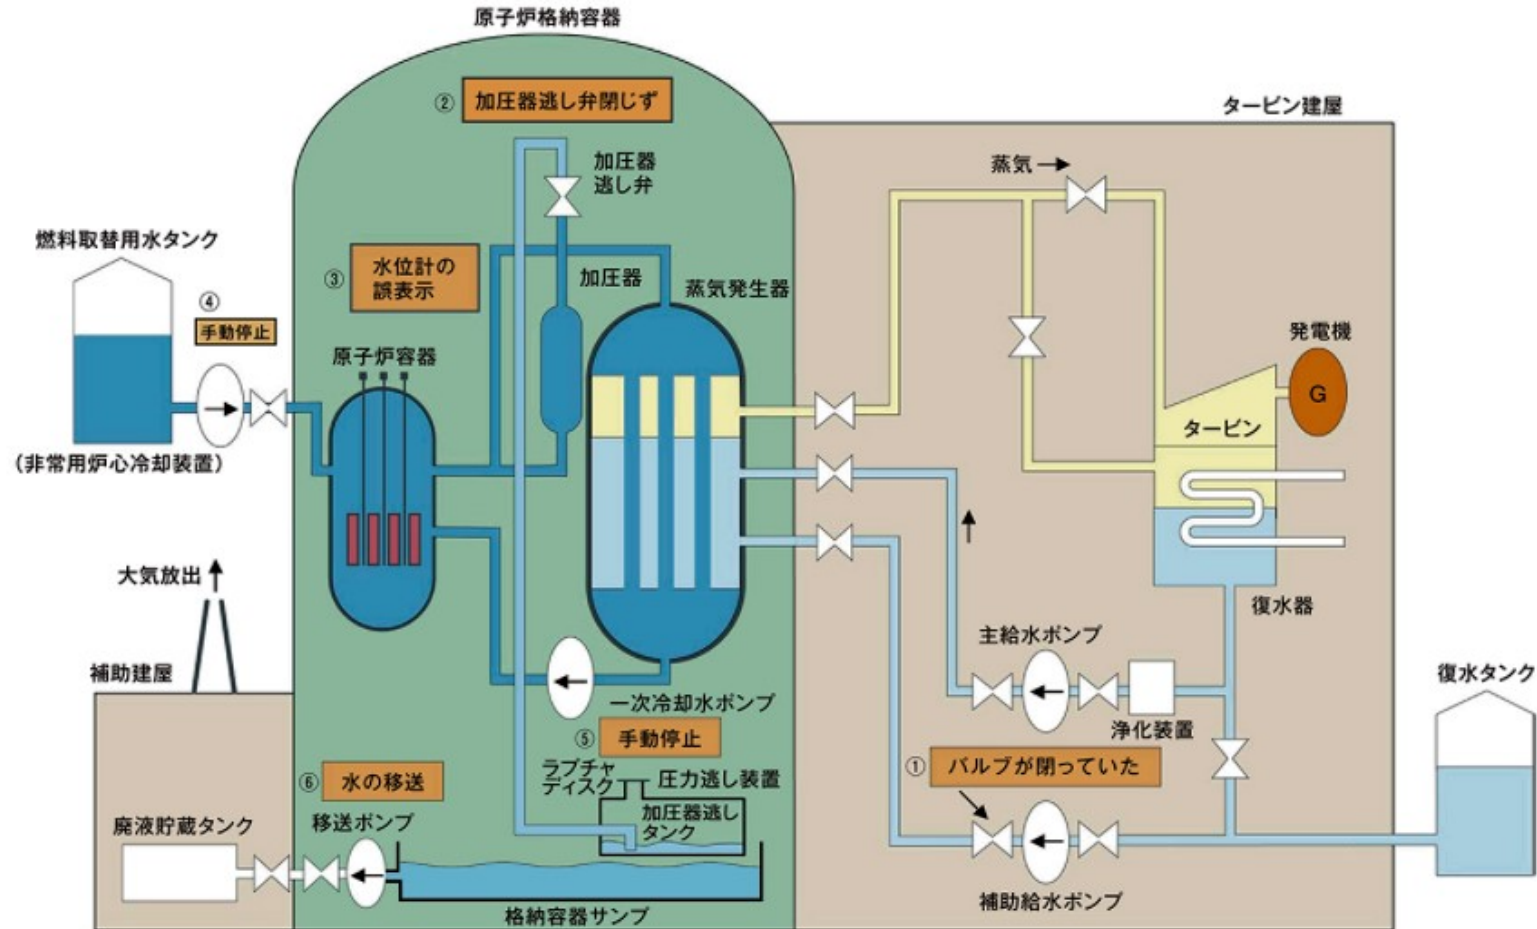 原子炉格納容器
② 加圧器逃し弁閉じず
タービン建屋
加圧器
逃し弁
蒸気
燃料取替用水タンク
③ 水位計の
誤表示
加圧器
蒸気発生器
④
手動停止
原子炉容器
発電機
G
タービン
(非常用炉心冷却装置)
大気放出
復水器
主給水ポンプ
補助建屋
復水タンク
一次冷却水ポンプ
浄化装置
⑤ 手動停止
① バルブが閉っていた
ラプチャ
ディスク
圧力逃し装置
⑥ 水の移送
加圧器逃し
タンク
廃液貯蔵タンク
移送ポンプ
補助給水ポンプ
格納容器サンプ